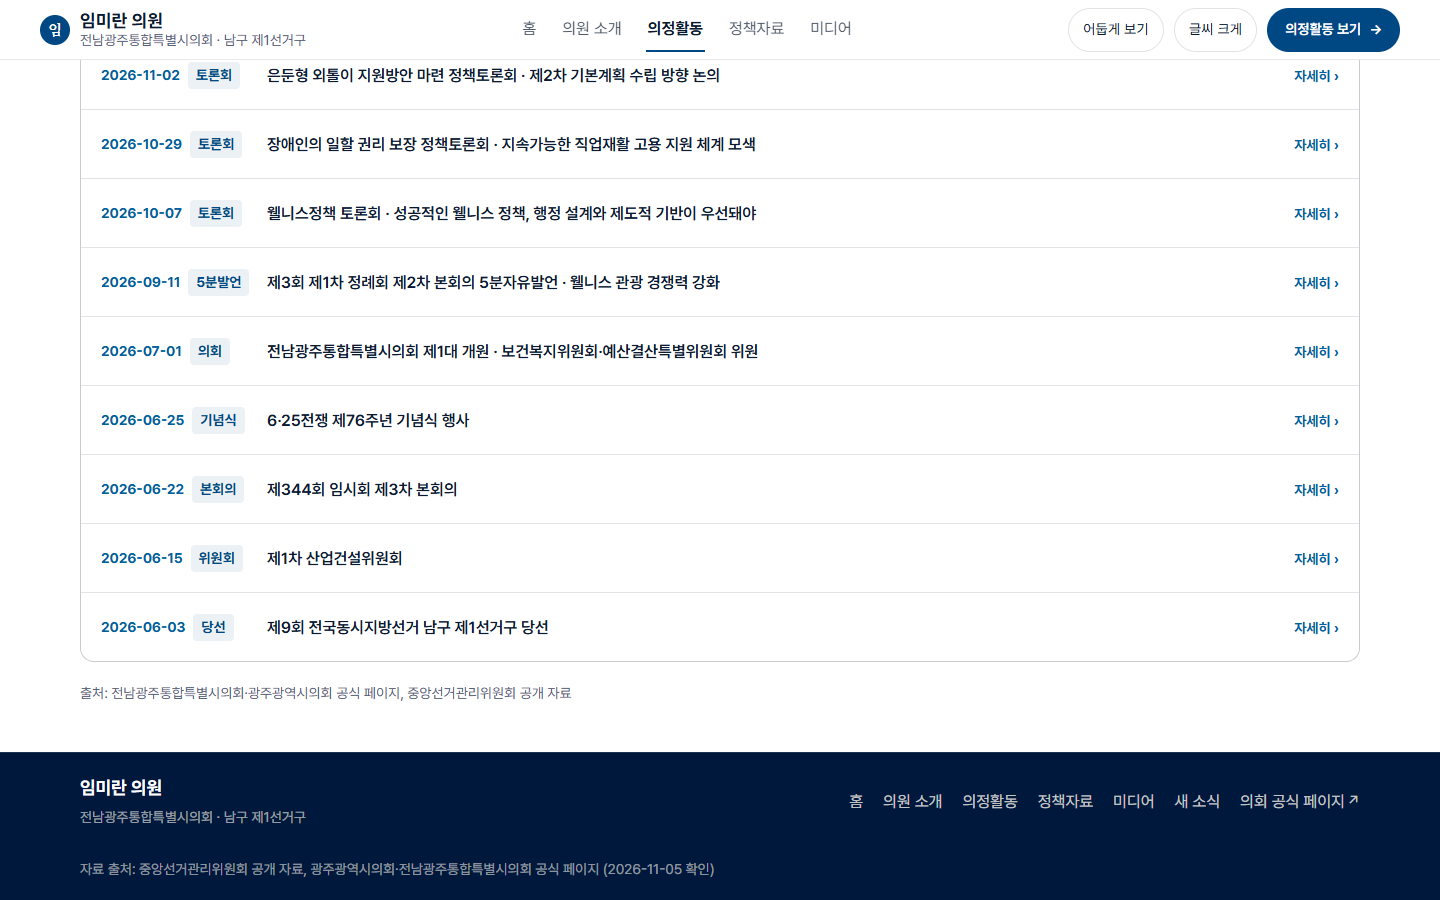 임
임미란 의원
전남광주통합특별시의회 · 남구 제1선거구
홈 의원 소개 의정활동 정책자료 미디어
어둡게 보기 글씨 크게 의정활동 보기 →
2026-11-02 토론회 은둔형 외톨이 지원방안 마련 정책토론회 · 제2차 기본계획 수립 방향 논의 자세히 ›
2026-10-29 토론회 장애인의 일할 권리 보장 정책토론회 · 지속가능한 직업재활 고용 지원 체계 모색 자세히 ›
2026-10-07 토론회 웰니스정책 토론회 · 성공적인 웰니스 정책, 행정 설계와 제도적 기반이 우선돼야 자세히 ›
2026-09-11 5분발언 제3회 제1차 정례회 제2차 본회의 5분자유발언 · 웰니스 관광 경쟁력 강화 자세히 ›
2026-07-01 의회 전남광주통합특별시의회 제1대 개원 · 보건복지위원회·예산결산특별위원회 위원 자세히 ›
2026-06-25 기념식 6·25전쟁 제76주년 기념식 행사 자세히 ›
2026-06-22 본회의 제344회 임시회 제3차 본회의 자세히 ›
2026-06-15 위원회 제1차 산업건설위원회 자세히 ›
2026-06-03 당선 제9회 전국동시지방선거 남구 제1선거구 당선 자세히 ›
출처: 전남광주통합특별시의회·광주광역시의회 공식 페이지, 중앙선거관리위원회 공개 자료
임미란 의원
전남광주통합특별시의회 · 남구 제1선거구
홈 의원 소개 의정활동 정책자료 미디어 새 소식 의회 공식 페이지 ↗
자료 출처: 중앙선거관리위원회 공개 자료, 광주광역시의회·전남광주통합특별시의회 공식 페이지 (2026-11-05 확인)